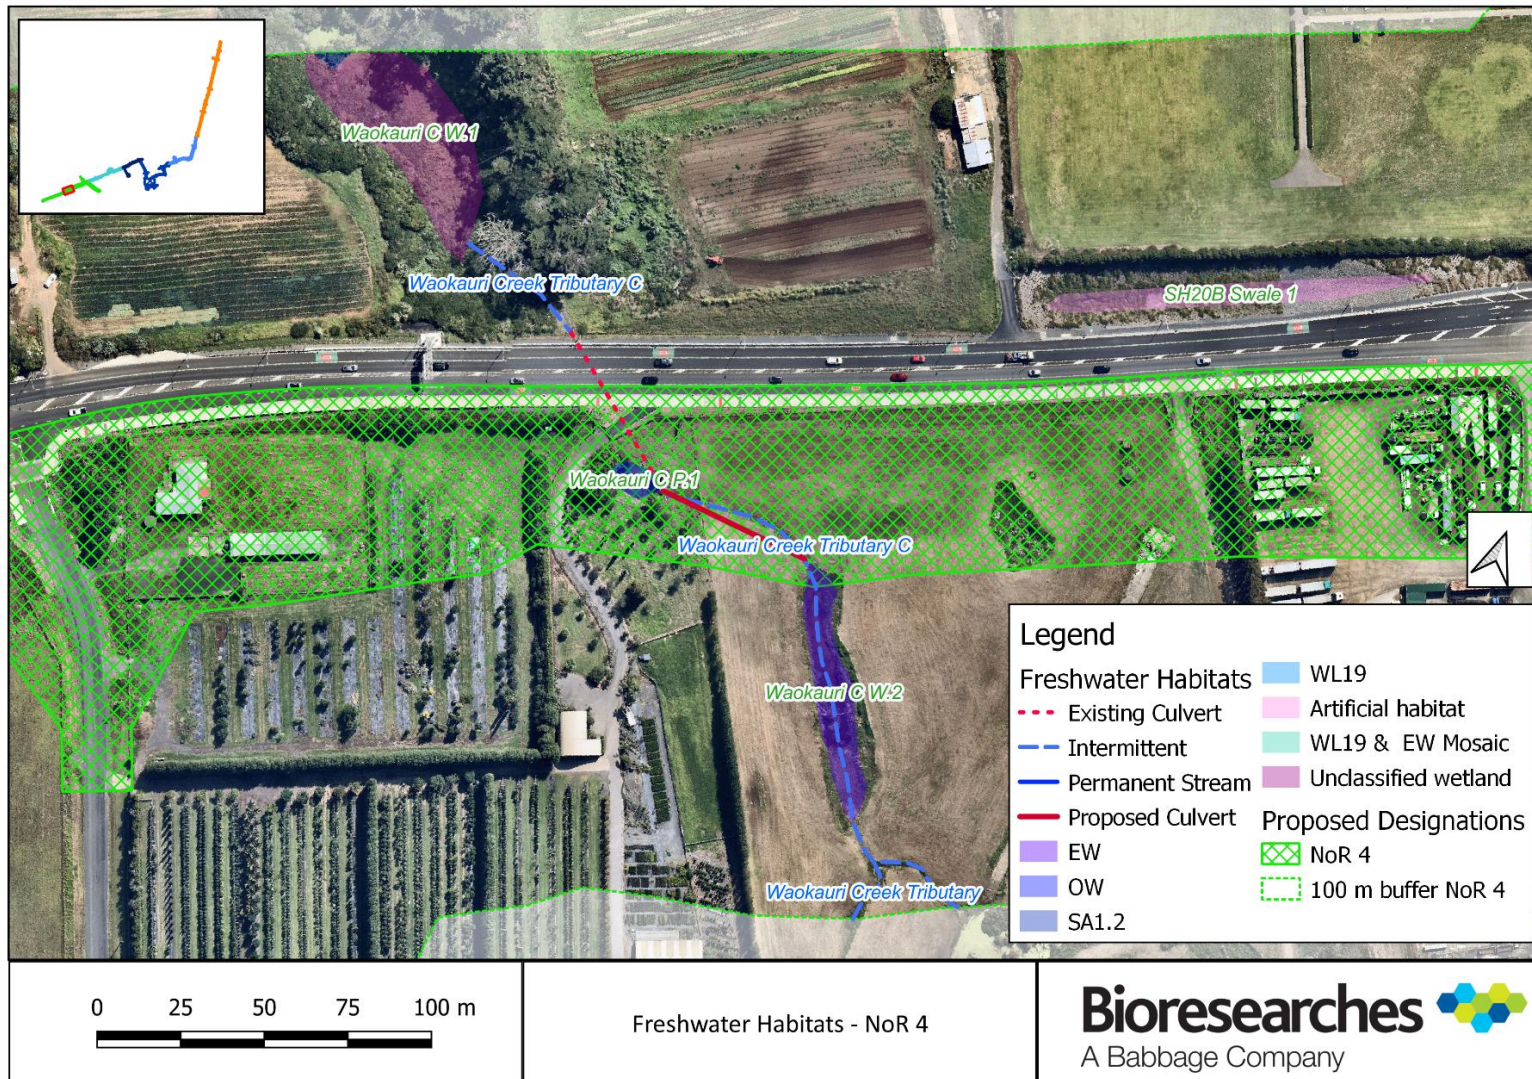 Waokauri C W.1
Waokauri Creek Tributary C
SH20B Swale 1
Waokauri C P.1
Waokauri Creek Tributary C
Waokauri C W.2
Waokauri Creek Tributary
Legend
Freshwater Habitats
Existing Culvert
Intermittent
Permanent Stream
Proposed Culvert
EW
OW
SA1.2
WL19
Artificial habitat
WL19 & EW Mosaic
Unclassified wetland
Proposed Designations
NoR 4
100 m buffer NoR 4
0 25 50 75 100 m
Freshwater Habitats - NoR 4
Bioresearches
A Babbage Company